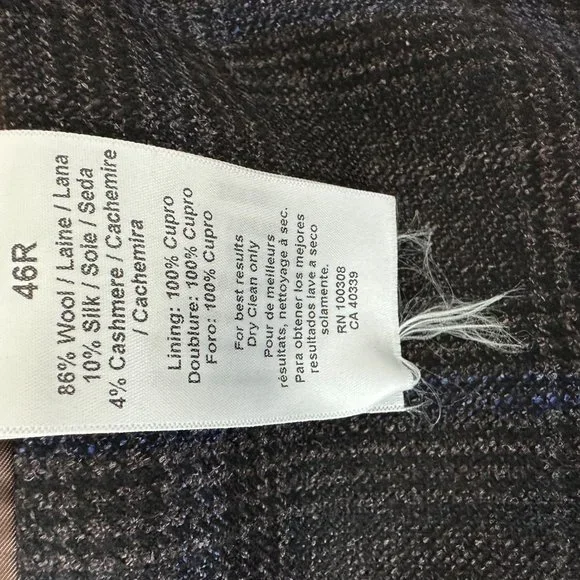 46R
86% Wool / Laine / Lana
10% Silk / Soie / Seda
4% Cashmere / Cachemire
/ Cachemira
Lining: 100% Cupro
Doublure: 100% Cupro
Foro: 100% Cupro
For best results
Dry Clean only
Pour de meilleurs
résultats, nettoyage à sec.
Para obtener los mejores
resultados lave a seco
solamente.
RN 100308
CA 40339